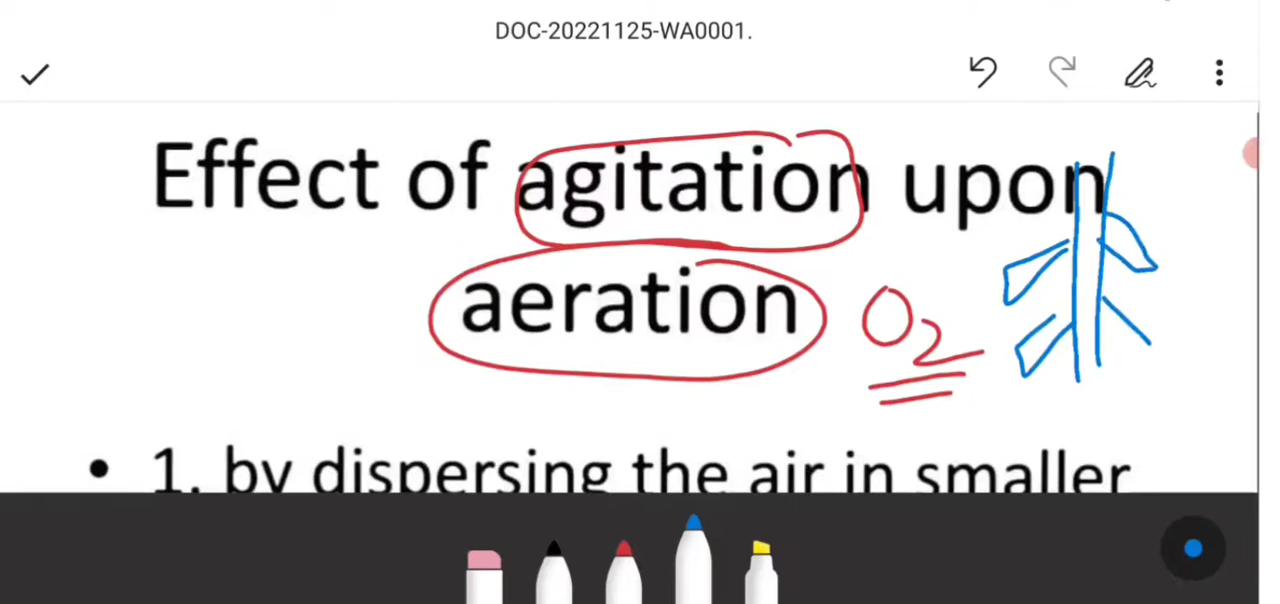 DOC-20221125-WA0001.
Effect of agitation upon
aeration O2
• 1. by dispersing the air in smaller